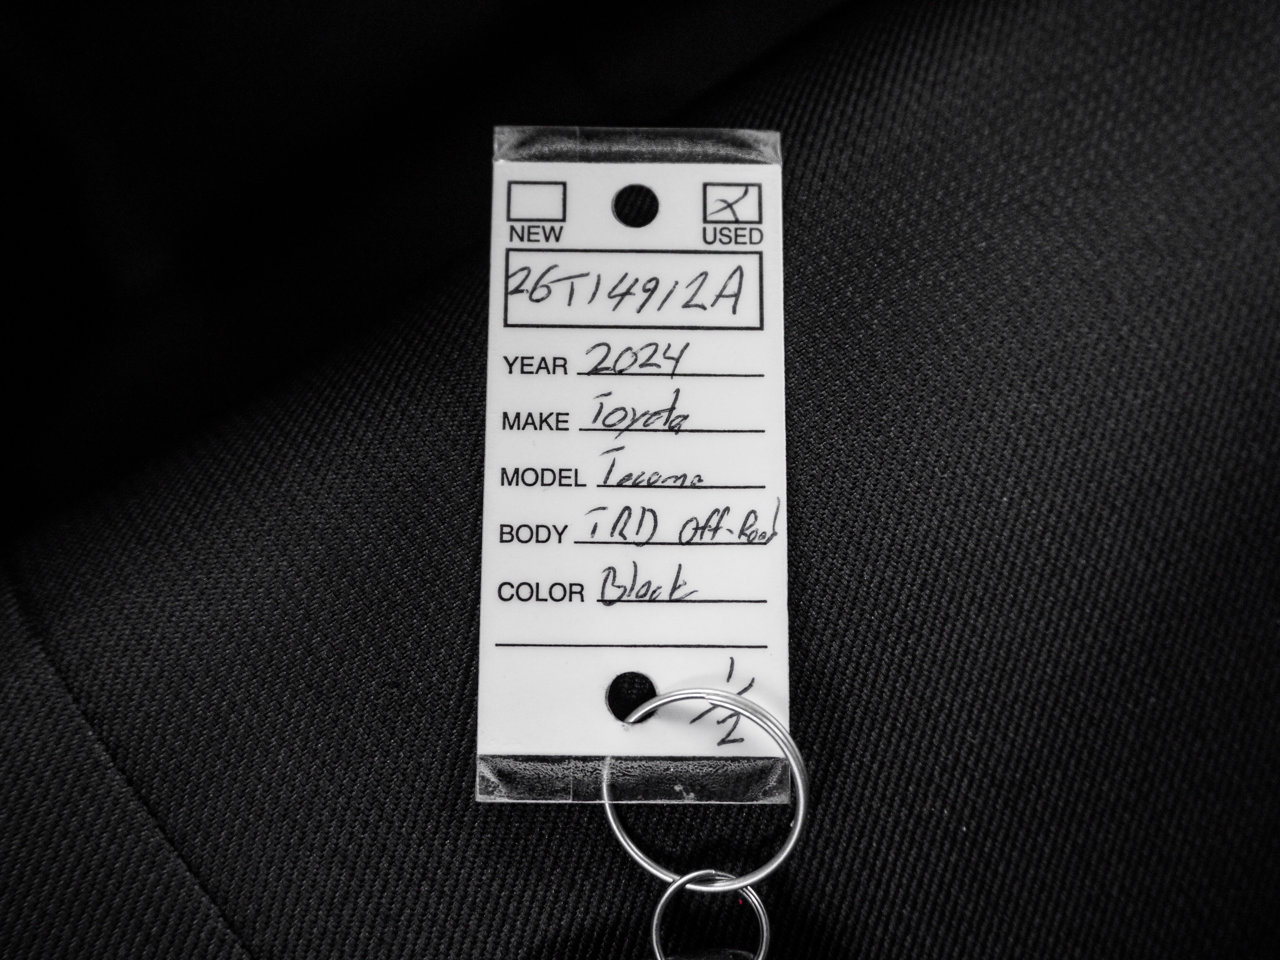 NEW USED
26T14912A
YEAR 2024
MAKE Toyota
MODEL Tacoma
BODY TRD Off-Road
COLOR Black
1/2